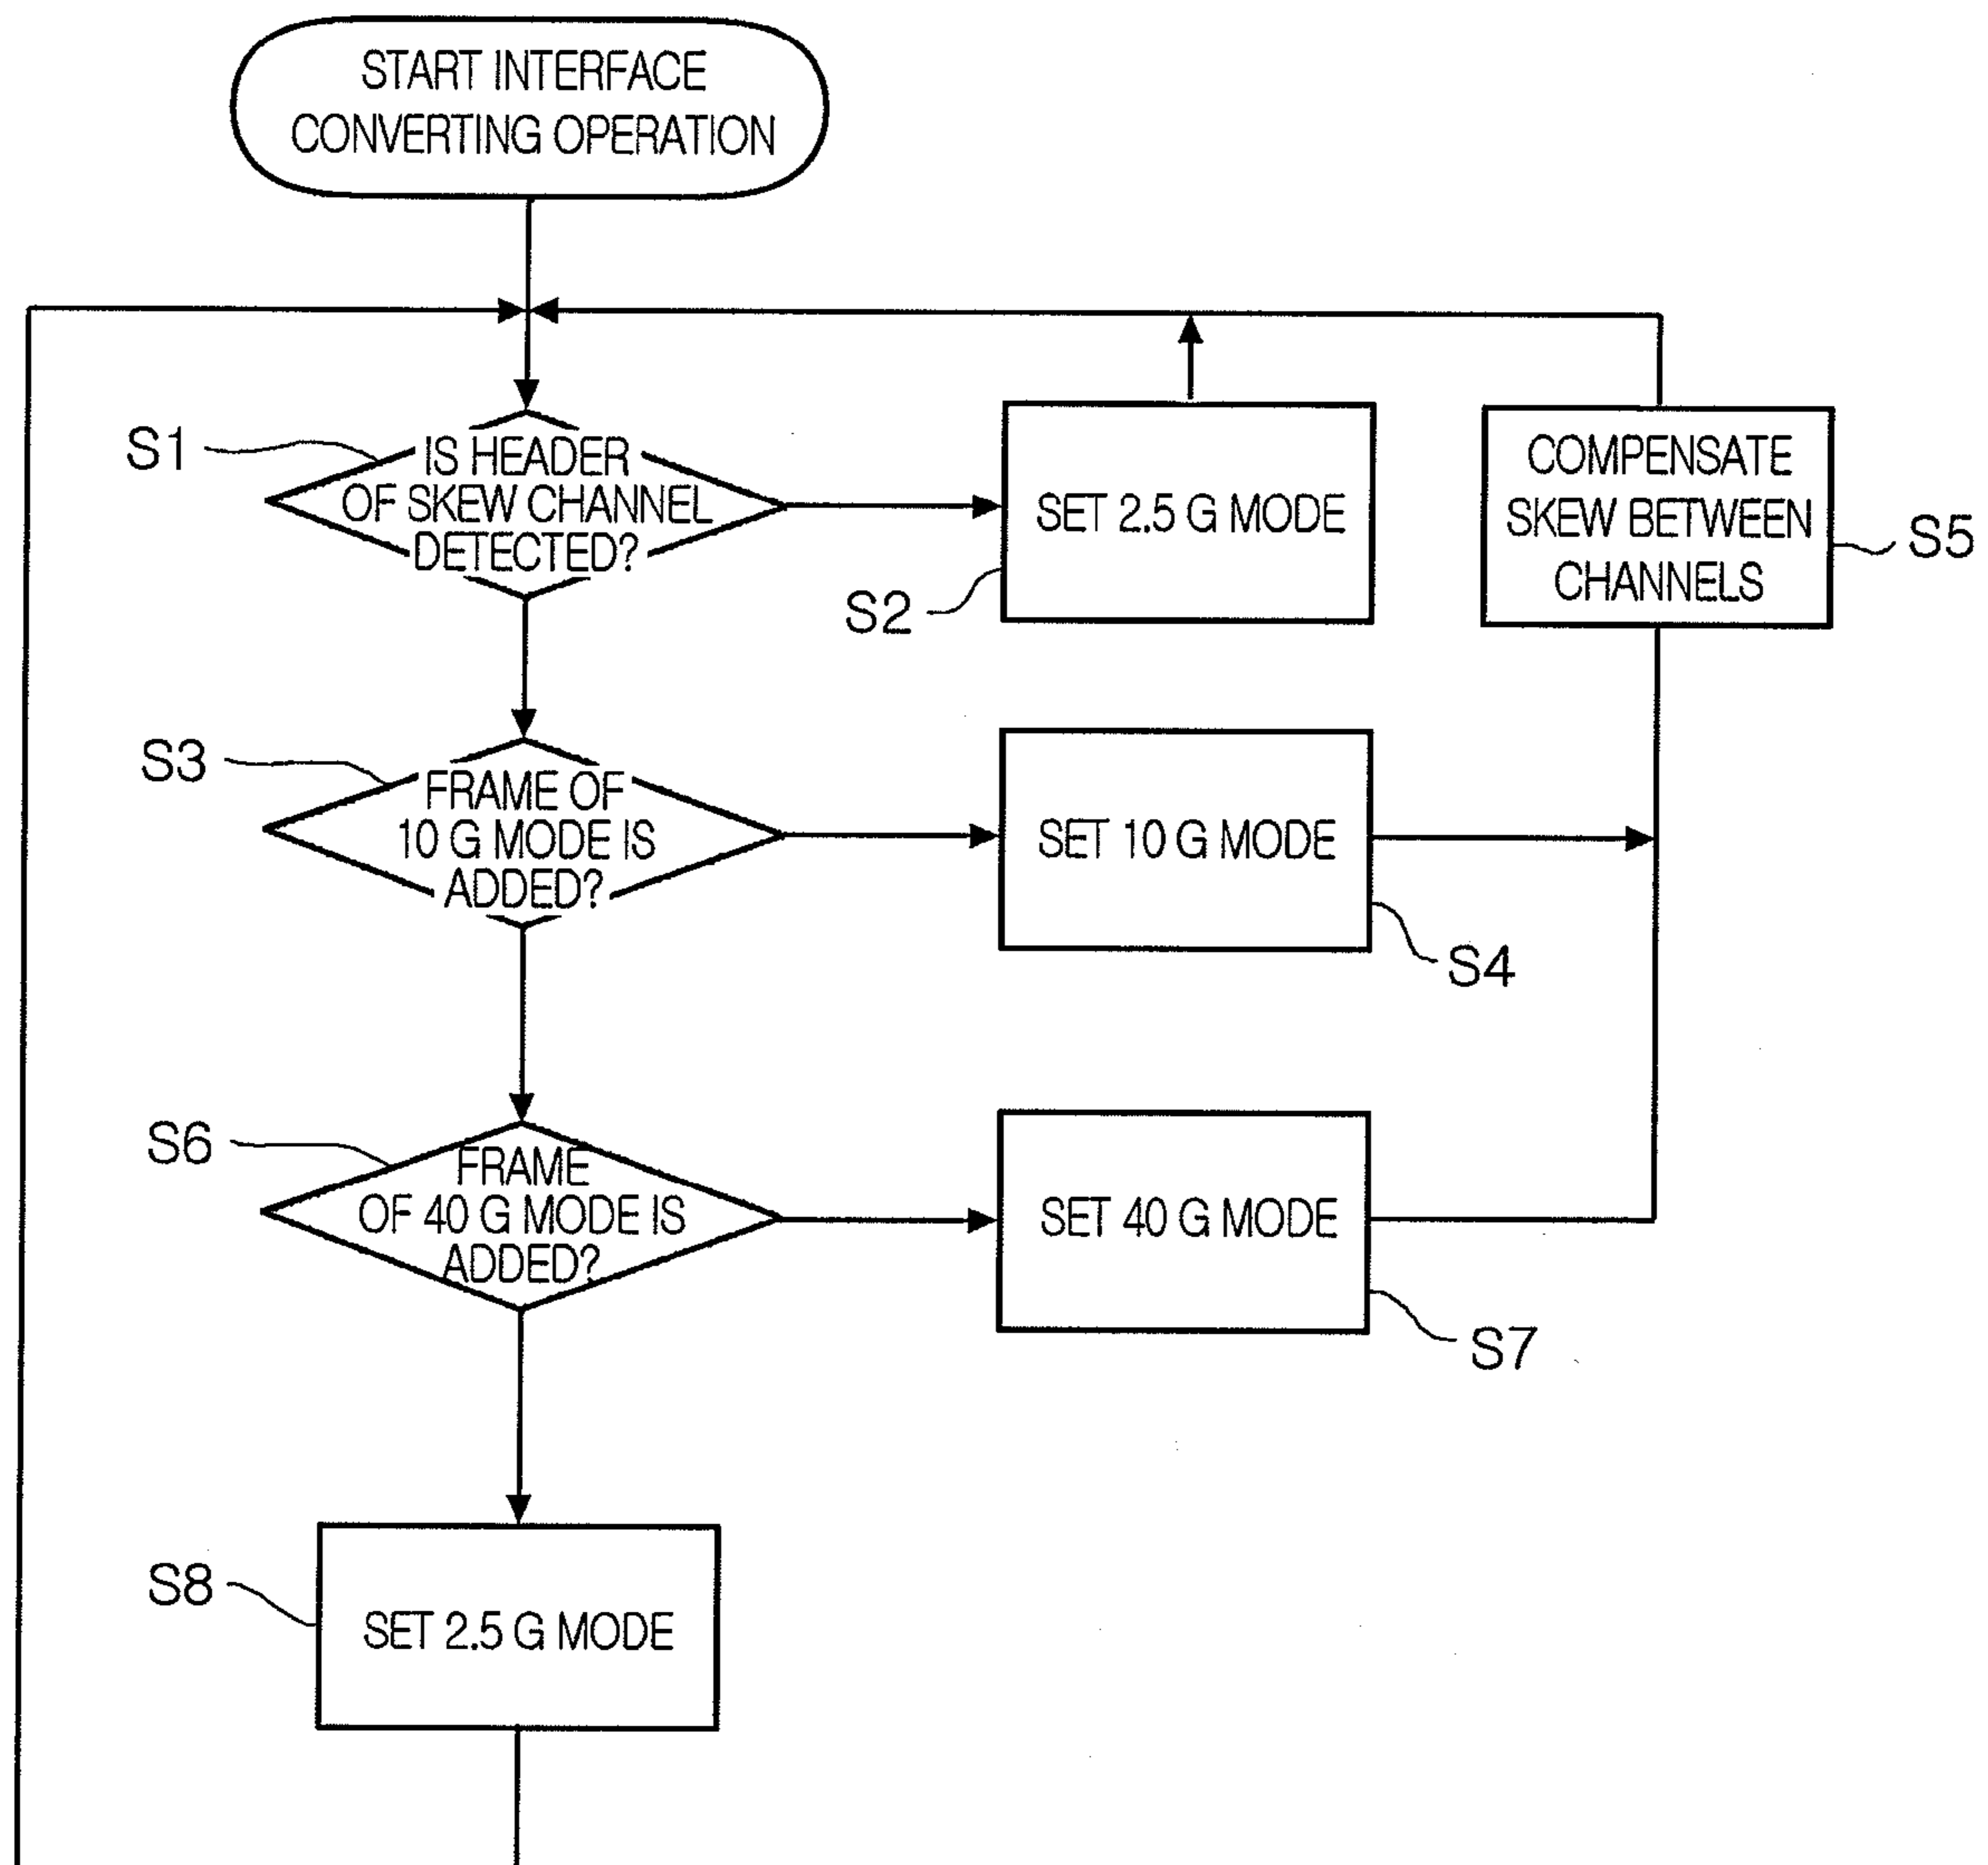 START INTERFACE
CONVERTING OPERATION
S1
IS HEADER
OF SKEW CHANNEL
DETECTED?
SET 2.5 G MODE
S2
COMPENSATE
SKEW BETWEEN
CHANNELS
S5
S3
FRAME OF
10 G MODE IS
ADDED?
SET 10 G MODE
S4
S6
FRAME
OF 40 G MODE IS
ADDED?
SET 40 G MODE
S7
S8
SET 2.5 G MODE